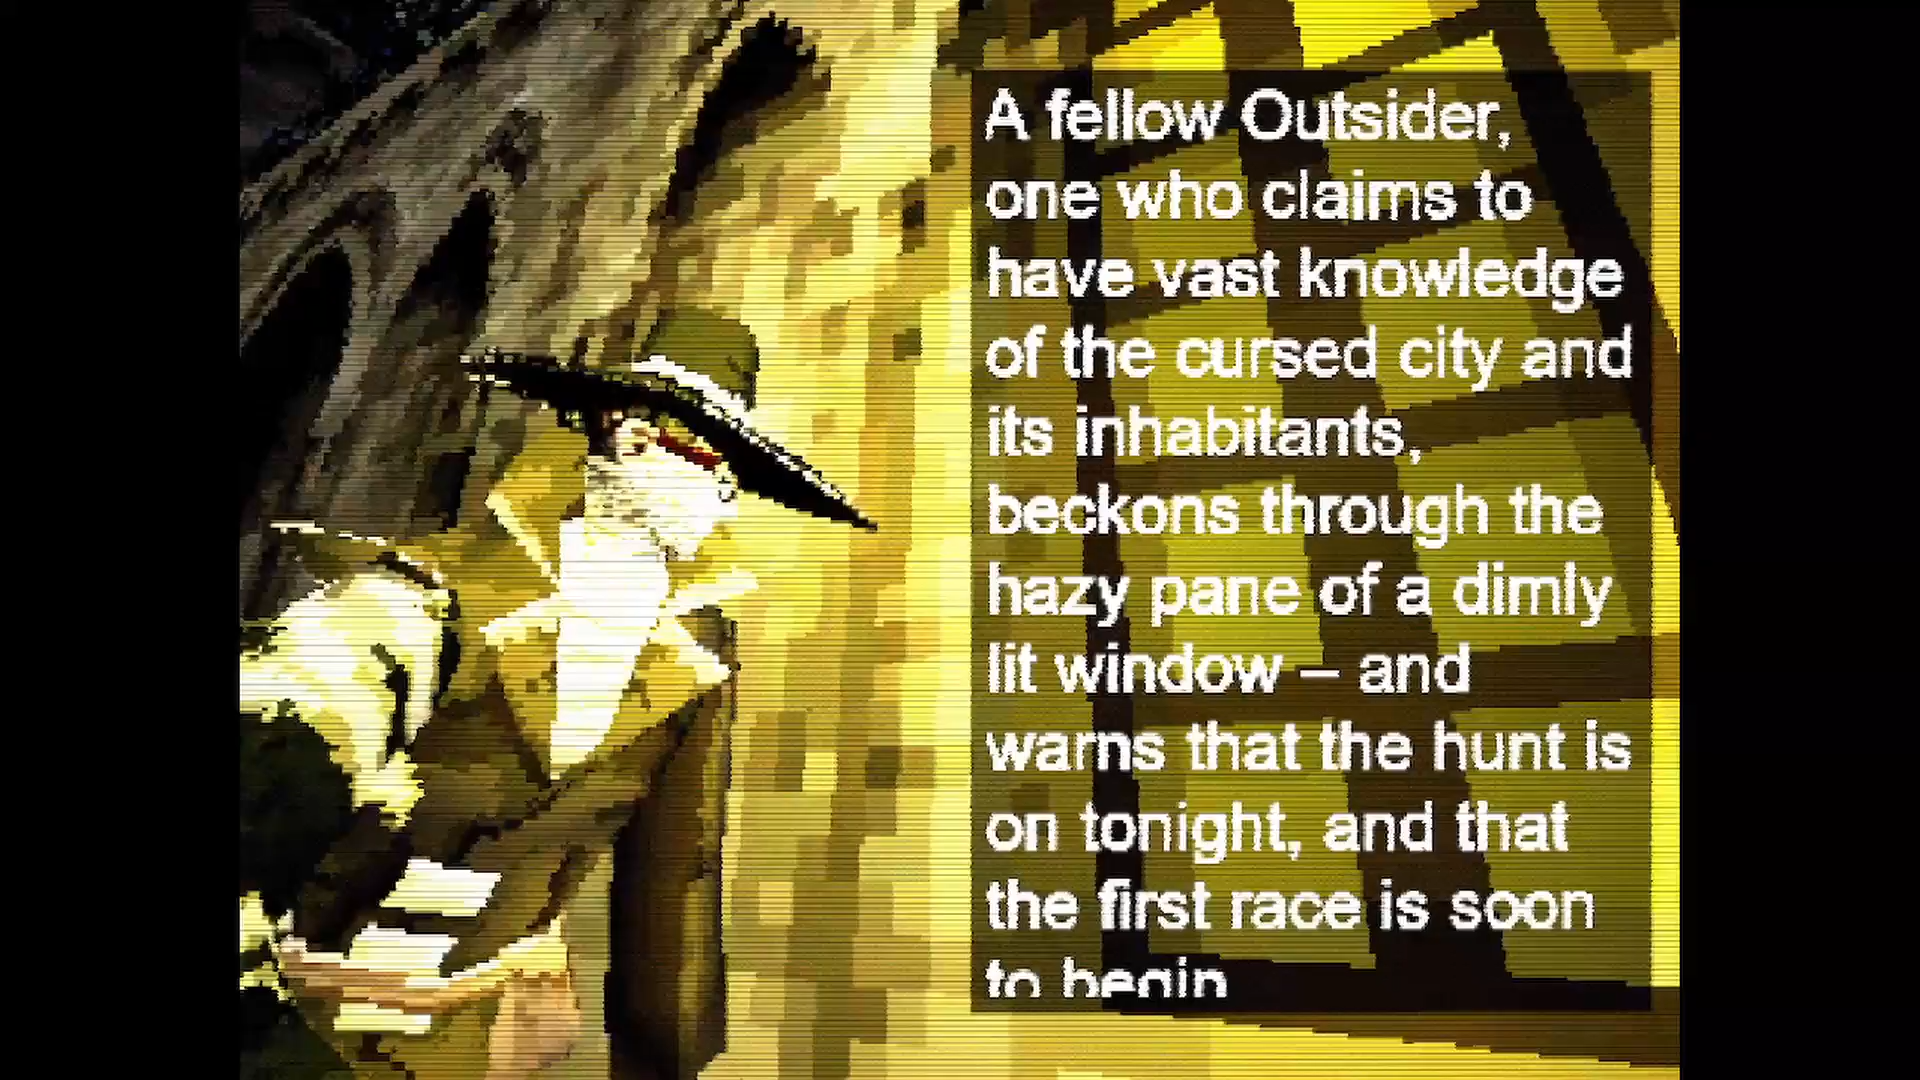 A fellow Outsider,
one who claims to
have vast knowledge
of the cursed city and
its inhabitants,
beckons through the
hazy pane of a dimly
lit window – and
warns that the hunt is
on tonight, and that
the first race is soon
to begin